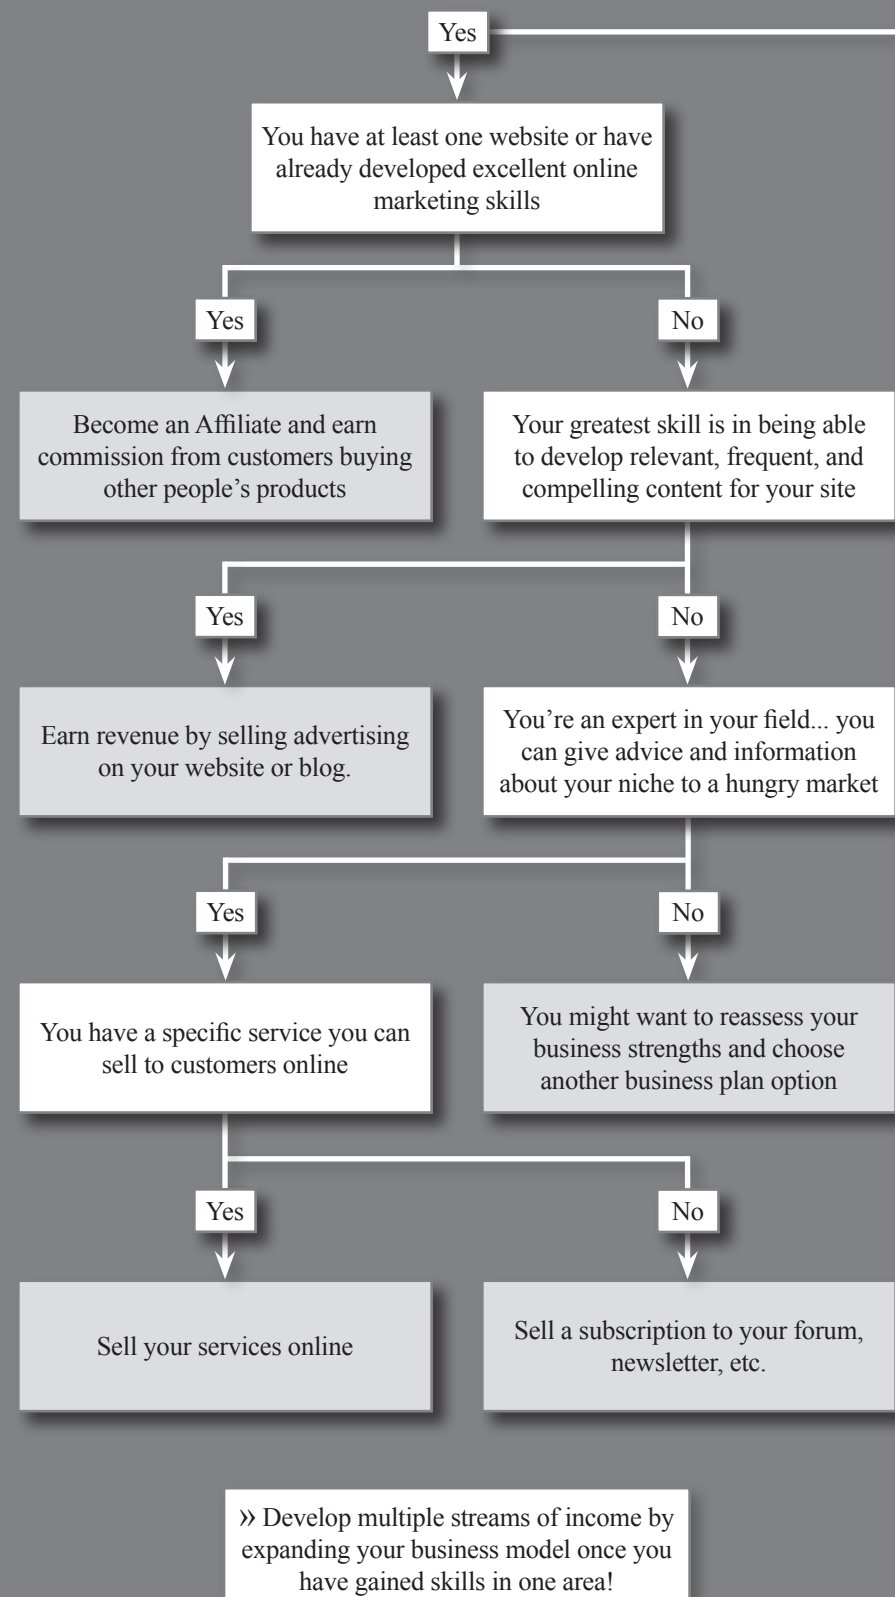 Yes
You have at least one website or have
already developed excellent online
marketing skills
Yes
No
Become an Affiliate and earn
commission from customers buying
other people's products
Your greatest skill is in being able
to develop relevant, frequent, and
compelling content for your site
Yes
No
Earn revenue by selling advertising
on your website or blog.
You're an expert in your field... you
can give advice and information
about your niche to a hungry market
Yes
No
You have a specific service you can
sell to customers online
You might want to reassess your
business strengths and choose
another business plan option
Yes
No
Sell your services online
Sell a subscription to your forum,
newsletter, etc.
» Develop multiple streams of income by
expanding your business model once you
have gained skills in one area!